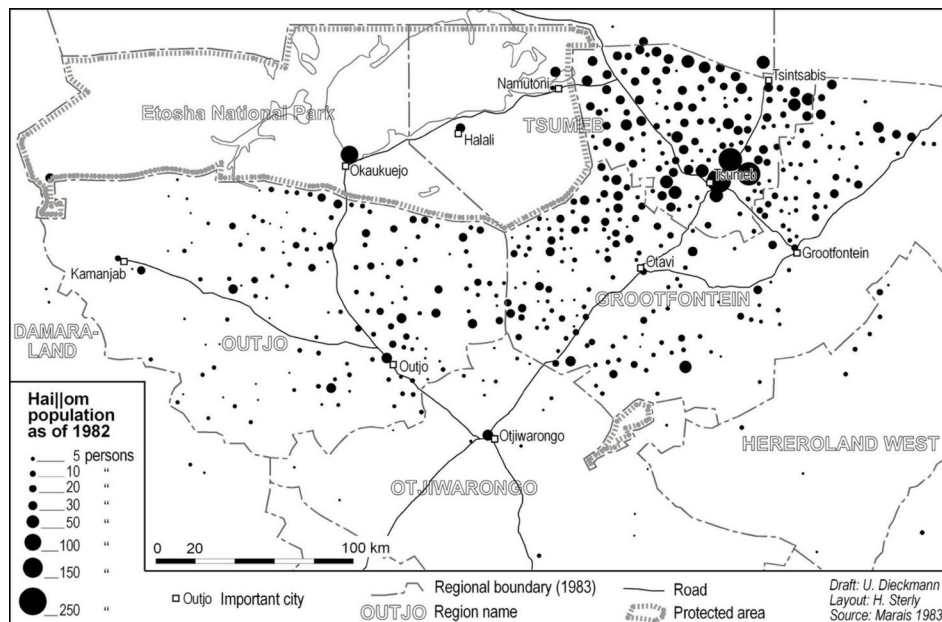 Tsintsabis
Namutoni
Etosha National Park
TSUMEB
Halali
Okaukuejo
Tsumeb
Grootfontein
Otavi
Kamanjab
GROOTFONTEIN
DAMARA-
LAND
OUTJO
Outjo
Otjiwarongo
HEREROLAND WEST
OTJIWARONGO
Hai||om
population
as of 1982
5 persons
10 “
20 “
30 “
50 “
100 “
150 “
250 “
0 20 100 km
Outjo Important city
Regional boundary (1983)
OUTJO Region name
Road
Protected area
Draft: U. Dieckmann
Layout: H. Sterly
Source: Marais 1983